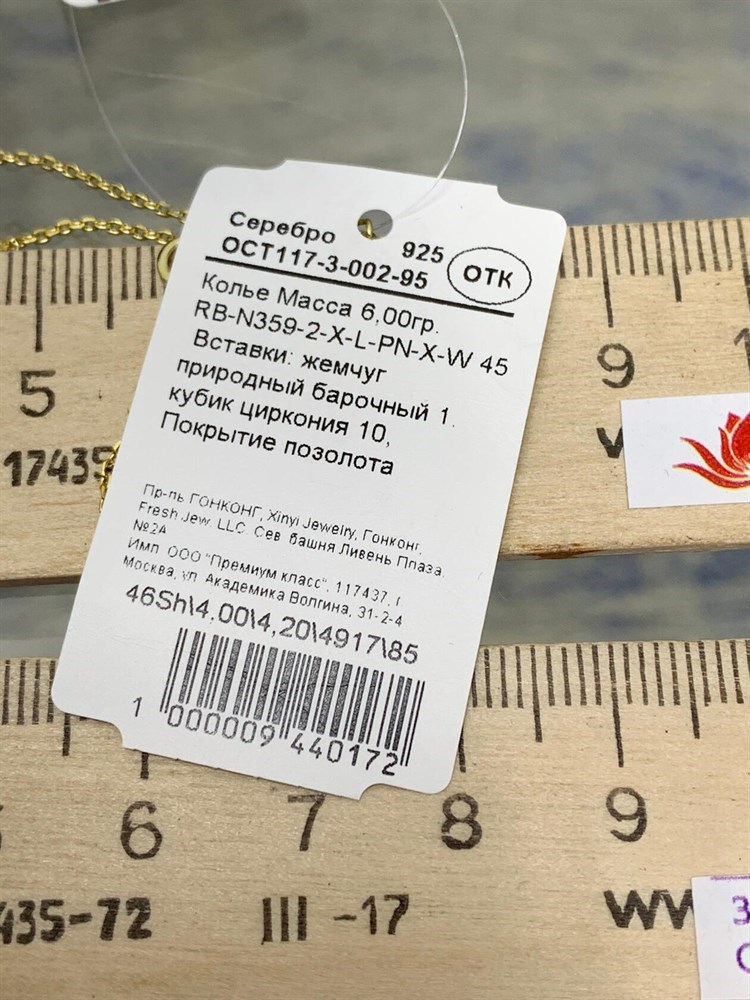 Серебро 925
ОСТ117-3-002-95 ОТК
Колье Масса 6,00гр.
RB-N359-2-X-L-PN-X-W 45
Вставки: жемчуг
природный барочный 1.
кубик циркония 10,
Покрытие позолота
Пр-ль ГОНКОНГ, Xinyi Jewelry, Гонконг,
Fresh Jew. LLC. Сев. башня Ливень Плаза,
№2А
Имп. ООО "Премиум класс", 117437, г
Москва, ул. Академика Волгина, 31-2-4
46Sh\4,00\4,20\4917\85
1 000009 440172
5
9
17435
6
7
8
9
435-72
III -17